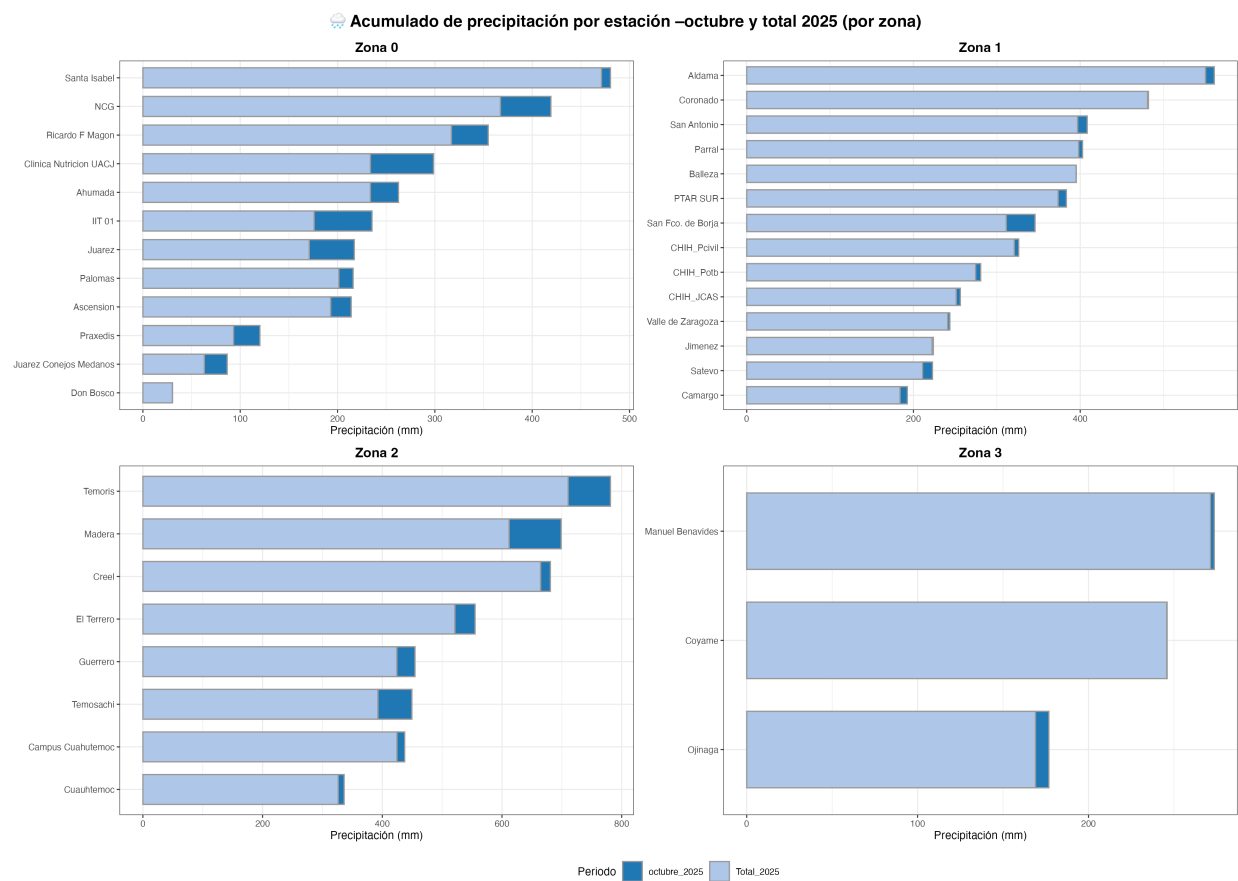 🌧️ Acumulado de precipitación por estación –octubre y total 2025 (por zona)
Zona 0
Santa Isabel
NCG
Ricardo F Magon
Clinica Nutricion UACJ
Ahumada
IIT 01
Juarez
Palomas
Ascension
Praxedis
Juarez Conejos Medanos
Don Bosco
0 100 200 300 400 500
Precipitación (mm)
Zona 1
Aldama
Coronado
San Antonio
Parral
Balleza
PTAR SUR
San Fco. de Borja
CHIH_Pcivil
CHIH_Potb
CHIH_JCAS
Valle de Zaragoza
Jimenez
Satevo
Camargo
0 200 400
Precipitación (mm)
Zona 2
Temoris
Madera
Creel
El Terrero
Guerrero
Temosachi
Campus Cuahutemoc
Cuauhtemoc
0 200 400 600 800
Precipitación (mm)
Zona 3
Manuel Benavides
Coyame
Ojinaga
0 100 200
Precipitación (mm)
Periodo octubre_2025 Total_2025